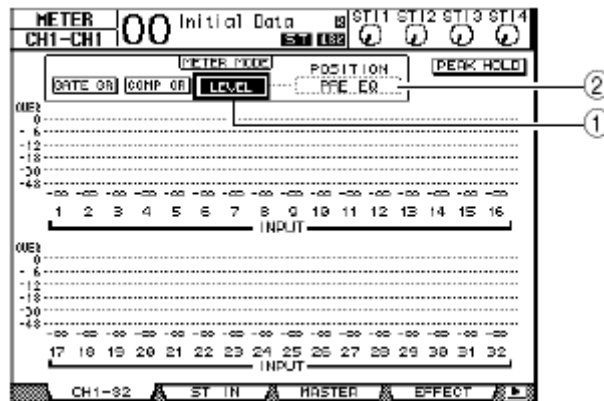 METER
CH1-CH1
00
Initial Data
ST1 ST12 ST13 ST14
METER MODE
GATE GR COMP GR LEVEL
POSITION
PRE EQ
PEAK HOLD
2
1
OVER
0
-6
-12
-18
-30
-48
-∞ -∞ -∞ -∞ -∞ -∞ -∞ -∞ -∞ -∞ -∞ -∞ -∞ -∞ -∞ -∞
1 2 3 4 5 6 7 8 9 10 11 12 13 14 15 16
INPUT
OVER
0
-6
-12
-18
-30
-48
-∞ -∞ -∞ -∞ -∞ -∞ -∞ -∞ -∞ -∞ -∞ -∞ -∞ -∞ -∞ -∞
17 18 19 20 21 22 23 24 25 26 27 28 29 30 31 32
INPUT
CH1-32 ST IN MASTER EFFECT